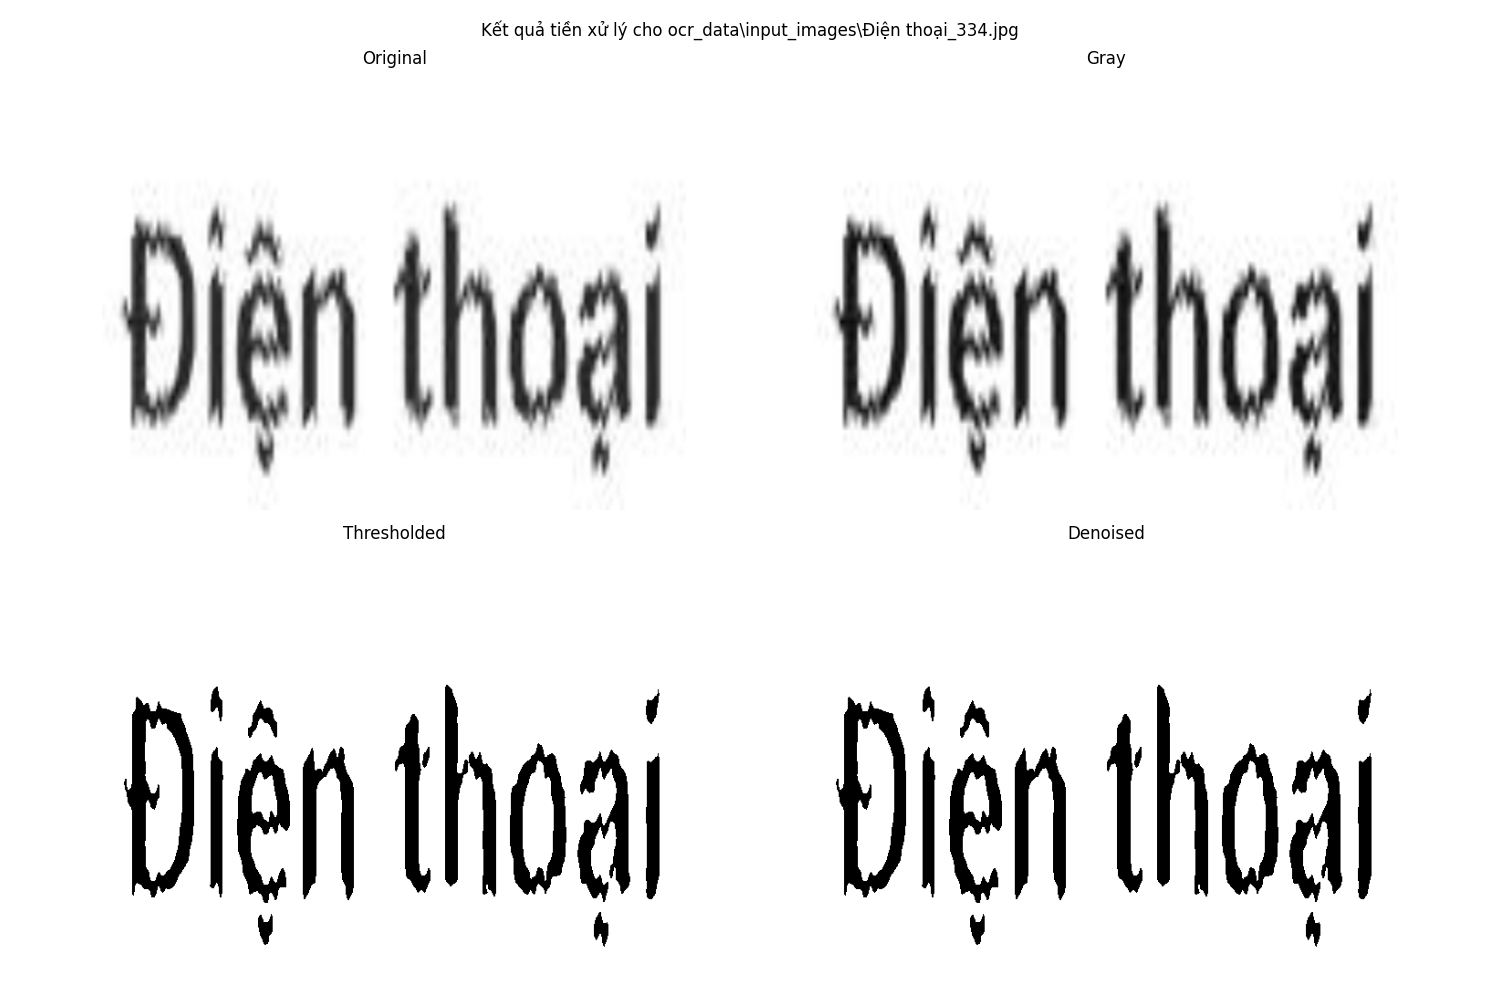 Kết quả tiền xử lý cho ocr_data\input_images\Điện thoại_334.jpg
Original
Gray
Điện thoại
Điện thoại
Thresholded
Denoised
Điện thoại
Điện thoại